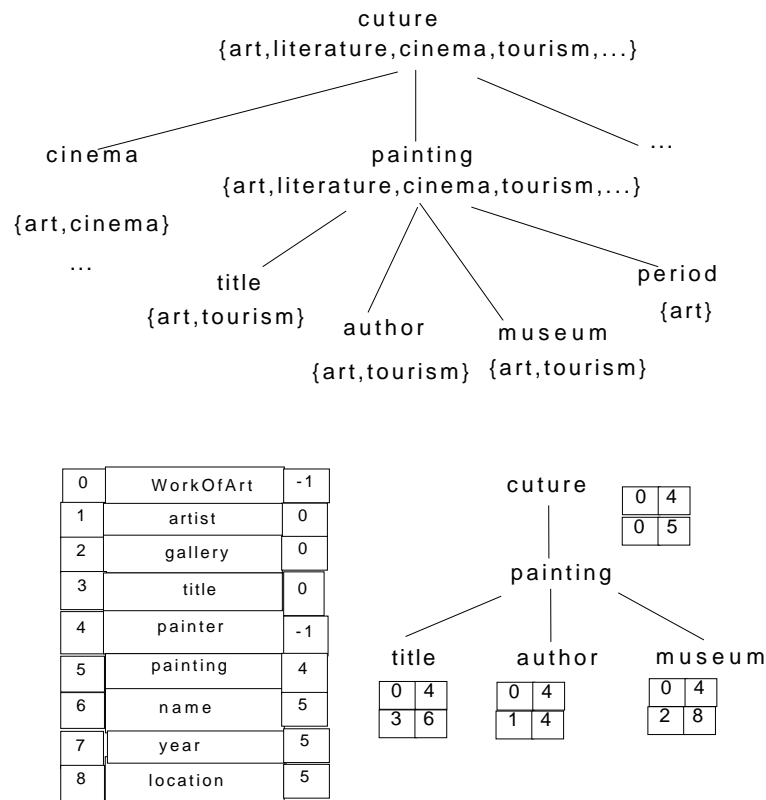 cuture
{art,literature,cinema,tourism,...}
cinema
painting
...
{art,literature,cinema,tourism,...}
{art,cinema}
...
title
period
{art,tourism}
{art}
author
museum
{art,tourism}
{art,tourism}
0 WorkOfArt -1
1 artist 0
2 gallery 0
3 title 0
4 painter -1
5 painting 4
6 name 5
7 year 5
8 location 5
cuture
0 4
0 5
painting
title
author
museum
0 4
3 6
0 4
1 4
0 4
2 8